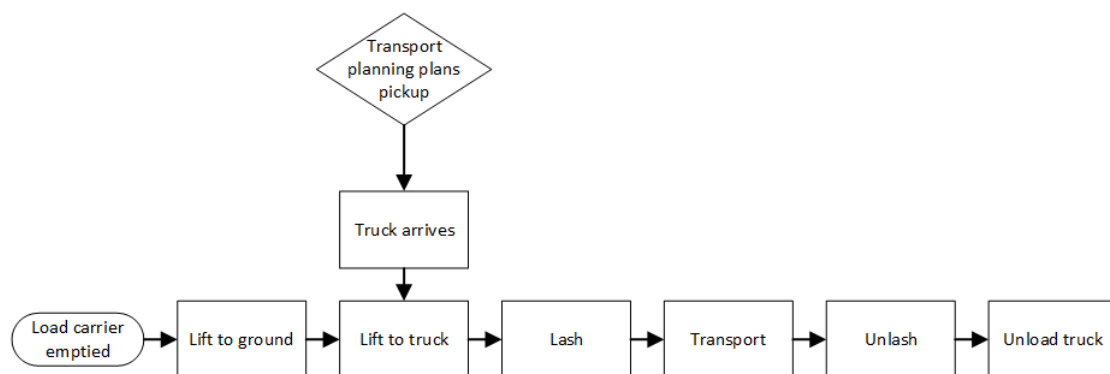 Transport
planning plans
pickup
Truck arrives
Load carrier
emptied
Lift to ground
Lift to truck
Lash
Transport
Unlash
Unload truck